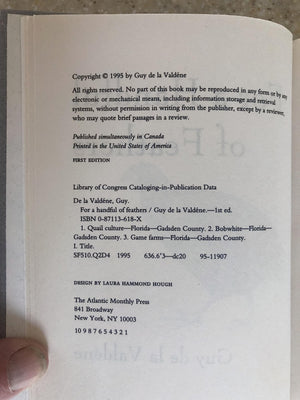 Copyright © 1995 by Guy de la Valdéne
All rights reserved. No part of this book may be reproduced in any form or by any
electronic or mechanical means, including information storage and retrieval
systems, without permission in writing from the publisher, except by a reviewer,
who may quote brief passages in a review.
Published simultaneously in Canada
Printed in the United States of America
FIRST EDITION
Library of Congress Cataloging-in-Publication Data
De la Valdéne, Guy.
For a handful of feathers / Guy de la Valdéne.—1st ed.
ISBN 0-87113-618-X
1. Quail culture—Florida—Gadsden County. 2. Bobwhite—Florida—
Gadsden County. 3. Game farms—Florida—Gadsden County.
I. Title.
SF510.Q2D4 1995 636.6'3—dc20 95-11907
DESIGN BY LAURA HAMMOND HOUGH
The Atlantic Monthly Press
841 Broadway
New York, NY 10003
10 9 8 7 6 5 4 3 2 1